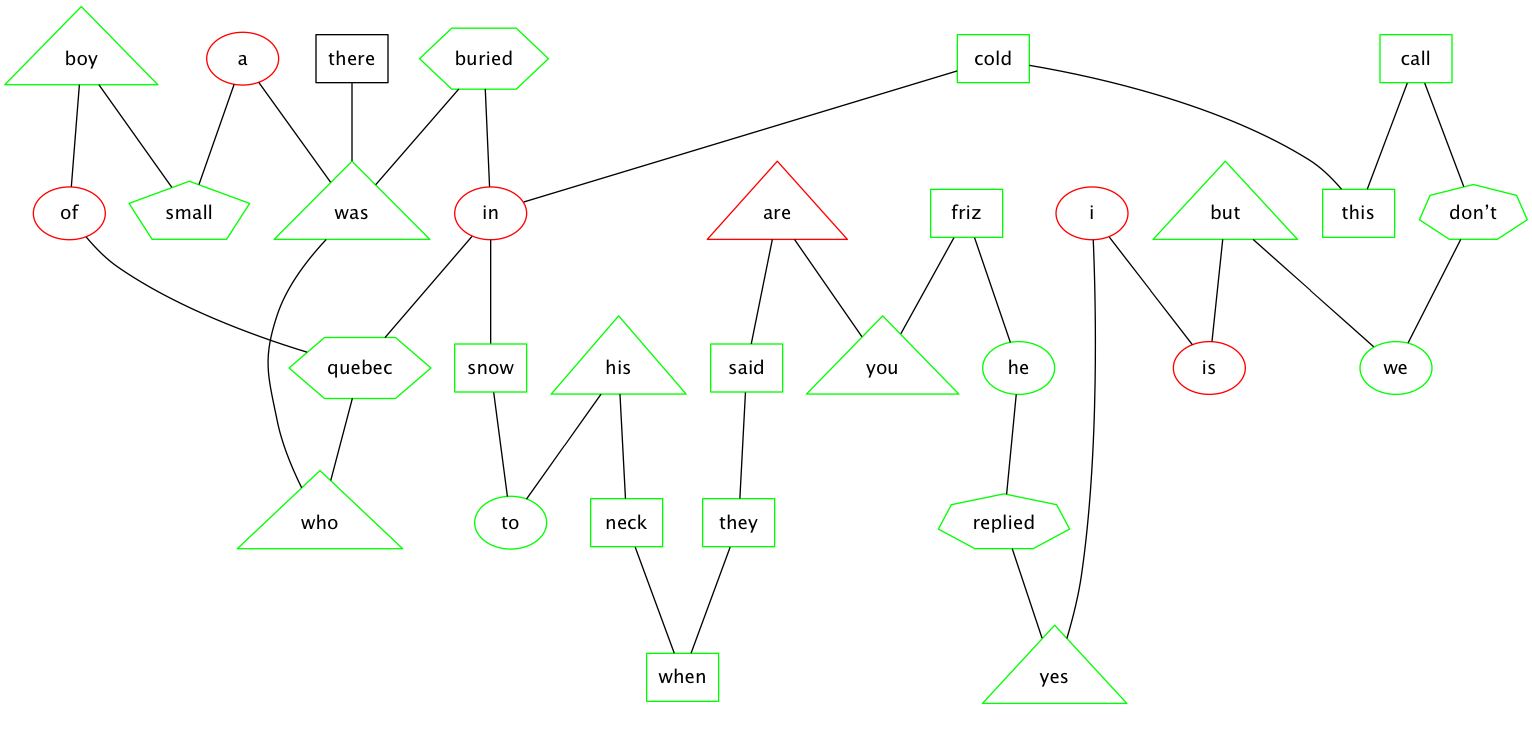 boy
a
there
buried
cold
call
of
small
was
in
are
friz
i
but
this
don't
quebec
snow
his
said
you
he
is
we
who
to
neck
they
replied
when
yes